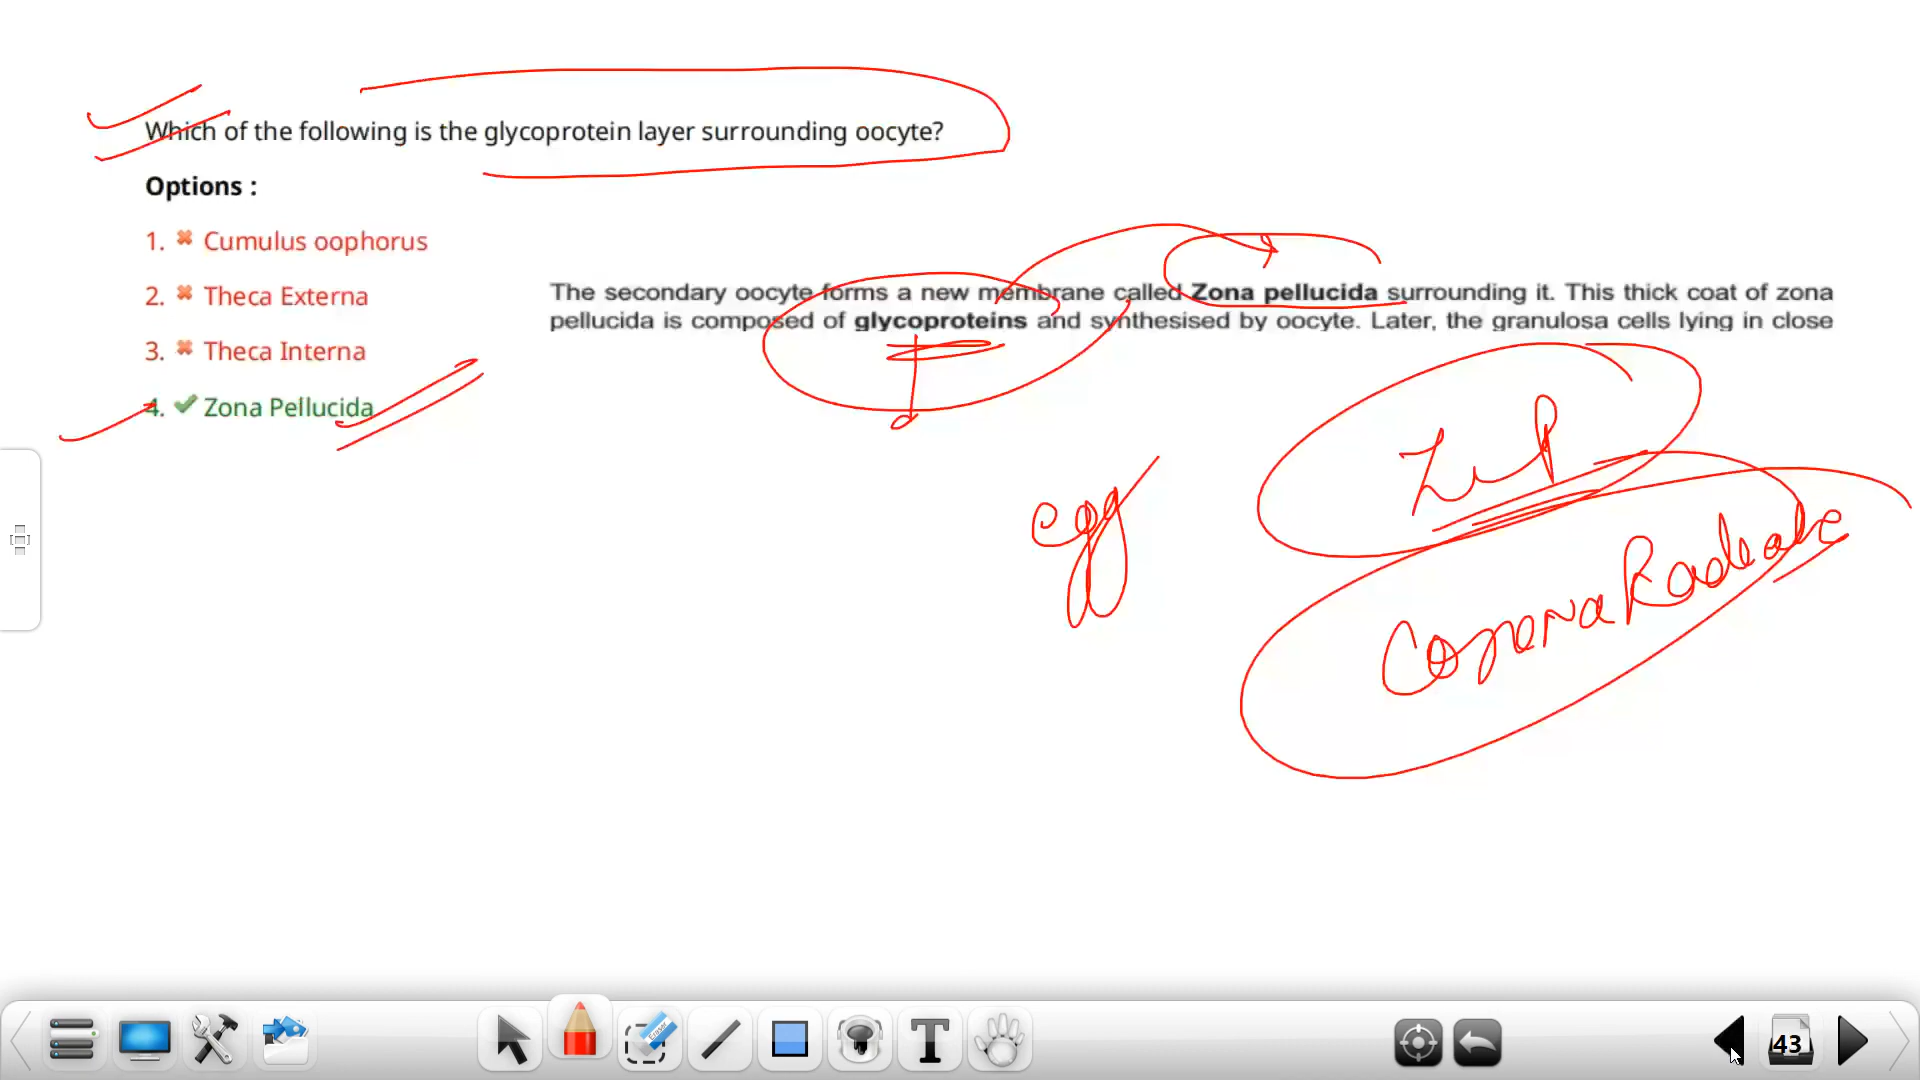 Which of the following is the glycoprotein layer surrounding oocyte?
Options :
1. Cumulus oophorus
2. Theca Externa
3. Theca Interna
4. Zona Pellucida
The secondary oocyte forms a new membrane called Zona pellucida surrounding it. This thick coat of zona
pellucida is composed of glycoproteins and synthesised by oocyte. Later, the granulosa cells lying in close
egg
Corona Radiate
Eraser
T
43